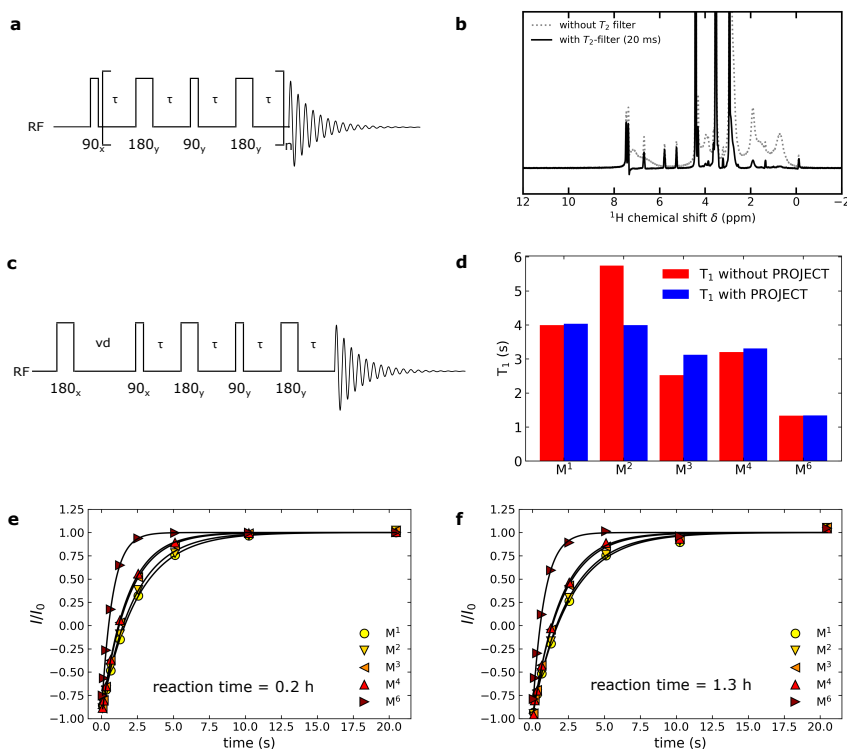 a
RF
90x
τ
180y
τ
90y
τ
180y
τ
n
b
without T2 filter
with T2-filter (20 ms)
12 10 8 6 4 2 0 −2
1H chemical shift δ (ppm)
c
RF
180x
vd
90x
τ
180y
τ
90y
τ
180y
τ
d
T1 (s)
6
5
4
3
2
1
0
T1 without PROJECT
T1 with PROJECT
M1 M2 M3 M4 M6
e
I/I0
1.25
1.00
0.75
0.50
0.25
0.00
−0.25
−0.50
−0.75
−1.00
M1
M2
M3
M4
M6
reaction time = 0.2 h
0.0 2.5 5.0 7.5 10.0 12.5 15.0 17.5 20.0
time (s)
f
I/I0
1.25
1.00
0.75
0.50
0.25
0.00
−0.25
−0.50
−0.75
−1.00
M1
M2
M3
M4
M6
reaction time = 1.3 h
0.0 2.5 5.0 7.5 10.0 12.5 15.0 17.5 20.0
time (s)